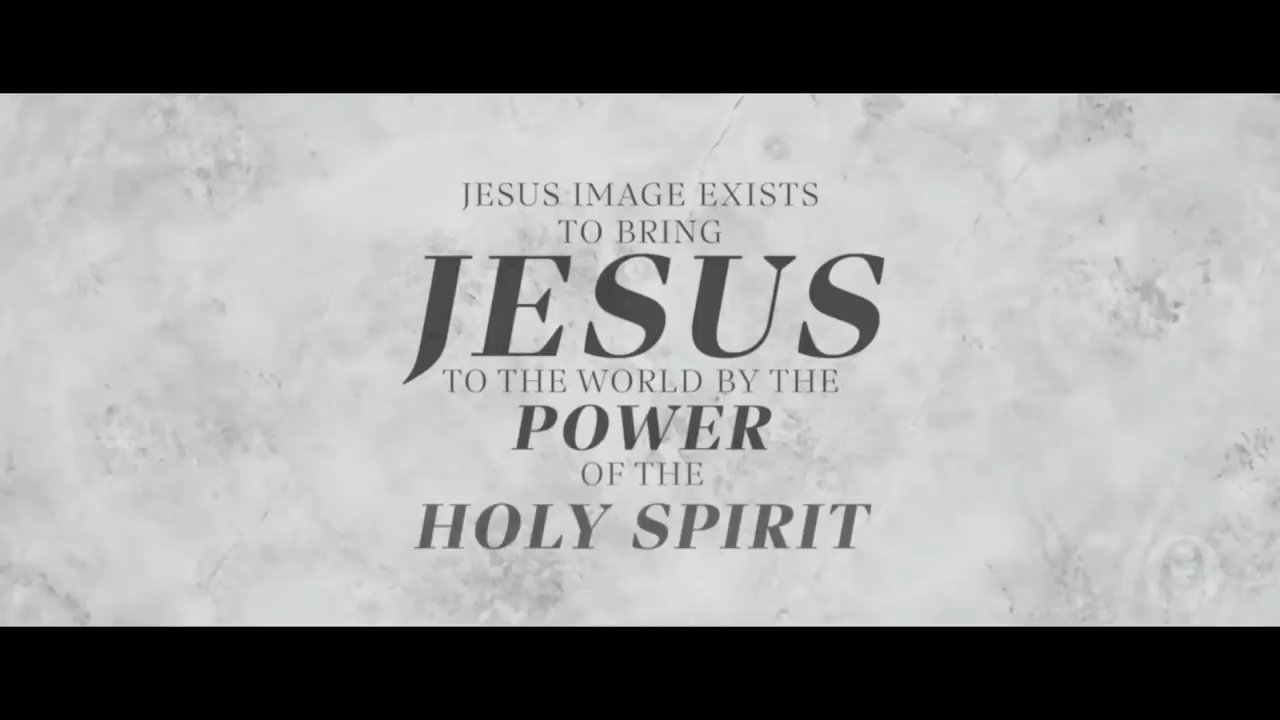 JESUS IMAGE EXISTS
TO BRING
JESUS
TO THE WORLD BY THE
POWER
OF THE
HOLY SPIRIT